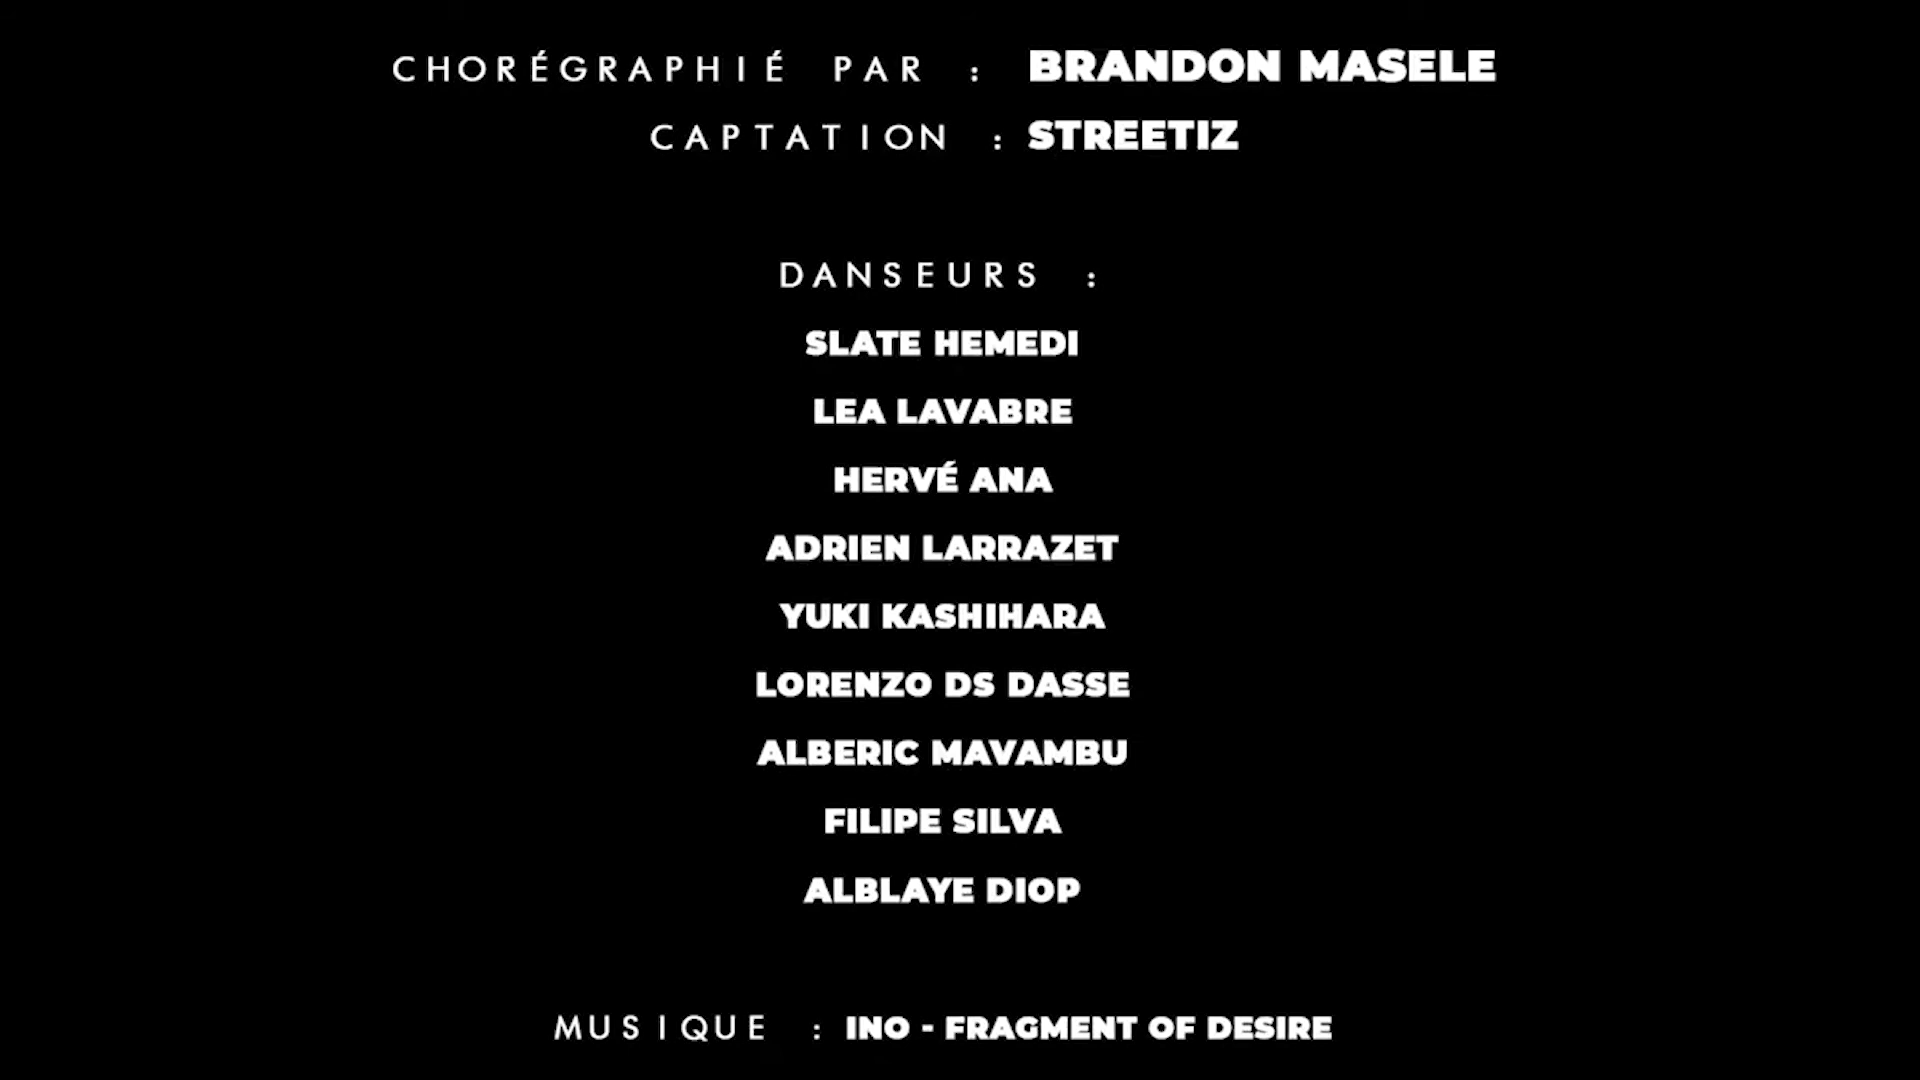 CHORÉGRAPHIÉ PAR : BRANDON MASELE
CAPTATION : STREETIZ
DANSEURS :
SLATE HEMEDI
LEA LAVABRE
HERVÉ ANA
ADRIEN LARRAZET
YUKI KASHIHARA
LORENZO DS DASSE
ALBERIC MAVAMBU
FILIPE SILVA
ALBLAYE DIOP
MUSIQUE : INO - FRAGMENT OF DESIRE